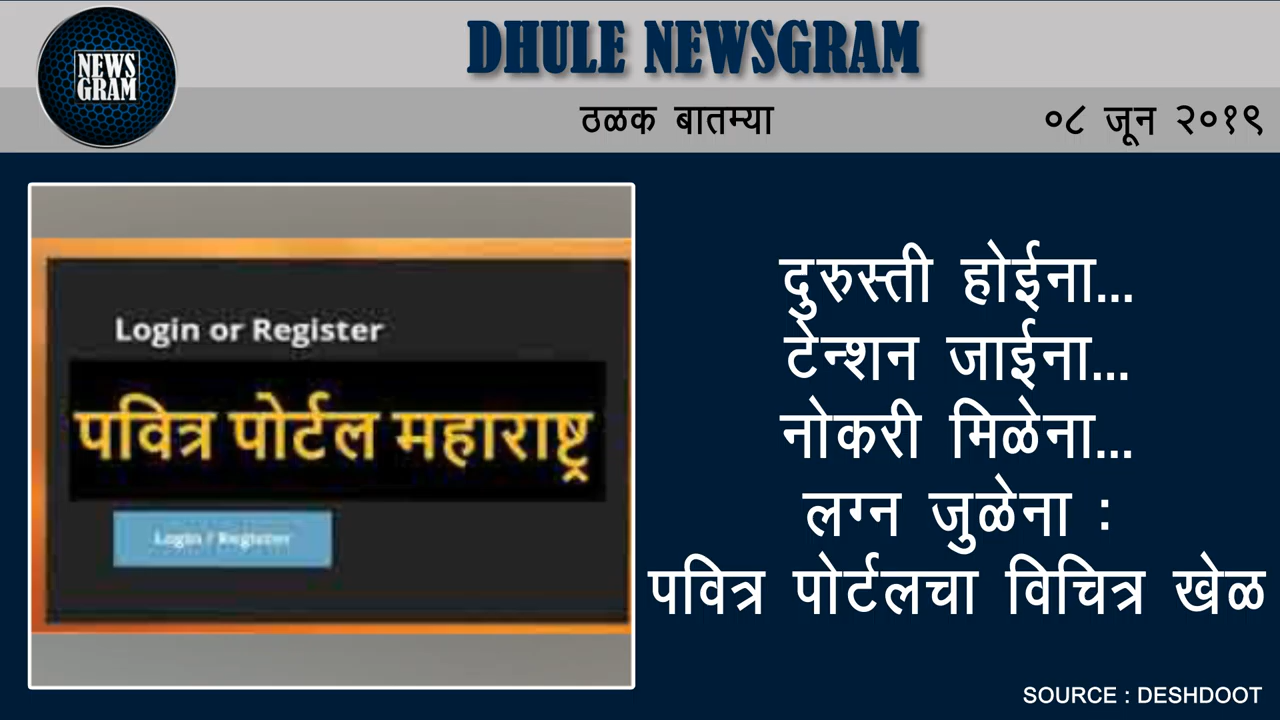 NEWS
GRAM
DHULE NEWSGRAM
ठळक बातम्या
०८ जून २०१९
Login or Register
पवित्र पोर्टल महाराष्ट्र
Login / Register
दुरुस्ती होईना...
टेन्शन जाईना...
नोकरी मिळेना...
लग्न जुळेना :
पवित्र पोर्टलचा विचित्र खेळ
SOURCE : DESHDOOT